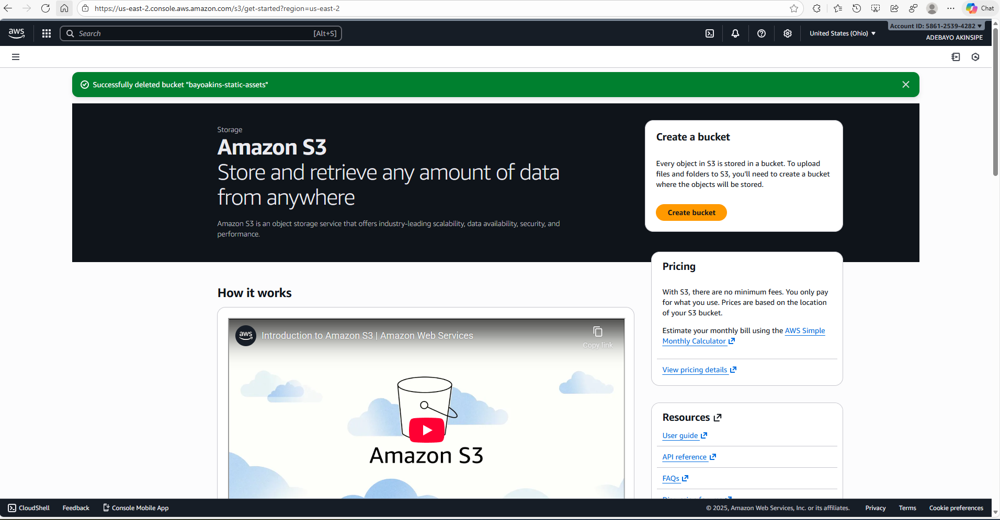 https://us-east-2.console.aws.amazon.com/s3/get-started?region=us-east-2
Chat
aws
Search
[Alt+S]
United States (Ohio)
Account ID: 5861-2539-4282
ADEBAYO AKINSIPE
Successfully deleted bucket "bayoakins-static-assets"
Storage
Amazon S3
Store and retrieve any amount of data
from anywhere
Amazon S3 is an object storage service that offers industry-leading scalability, data availability, security, and
performance.
Create a bucket
Every object in S3 is stored in a bucket. To upload
files and folders to S3, you'll need to create a bucket
where the objects will be stored.
Create bucket
Pricing
With S3, there are no minimum fees. You only pay
for what you use. Prices are based on the location
of your S3 bucket.
Estimate your monthly bill using the AWS Simple
Monthly Calculator
View pricing details
How it works
aws
Introduction to Amazon S3 | Amazon Web Services
Copy link
Amazon S3
Resources
User guide
API reference
FAQs
CloudShell
Feedback
Console Mobile App
© 2025, Amazon Web Services, Inc. or its affiliates.
Privacy
Terms
Cookie preferences